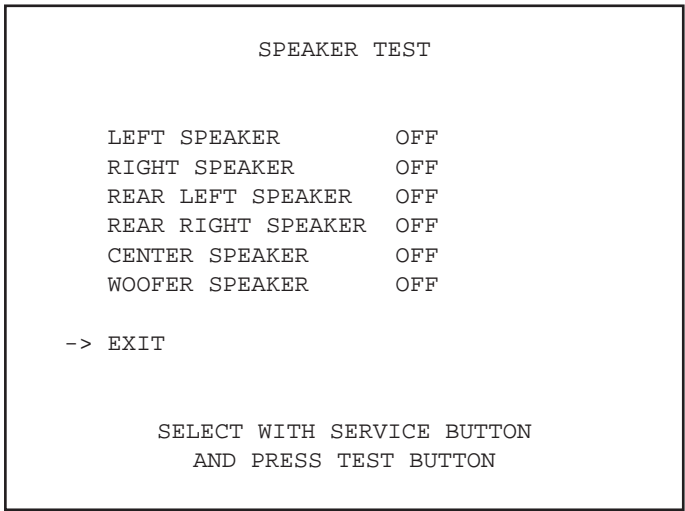 SPEAKER TEST
LEFT SPEAKER OFF
RIGHT SPEAKER OFF
REAR LEFT SPEAKER OFF
REAR RIGHT SPEAKER OFF
CENTER SPEAKER OFF
WOOFER SPEAKER OFF
-> EXIT
SELECT WITH SERVICE BUTTON
AND PRESS TEST BUTTON